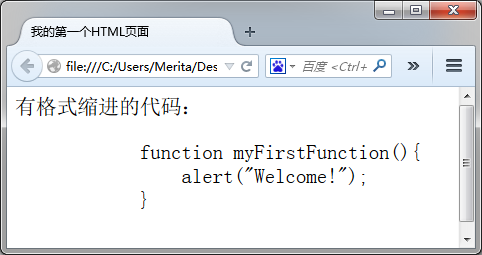 我的第一个HTML页面
file:///C:/Users/Merita/Des
百度 <Ctrl+
有格式缩进的代码：
function myFirstFunction(){
alert("Welcome!");
}